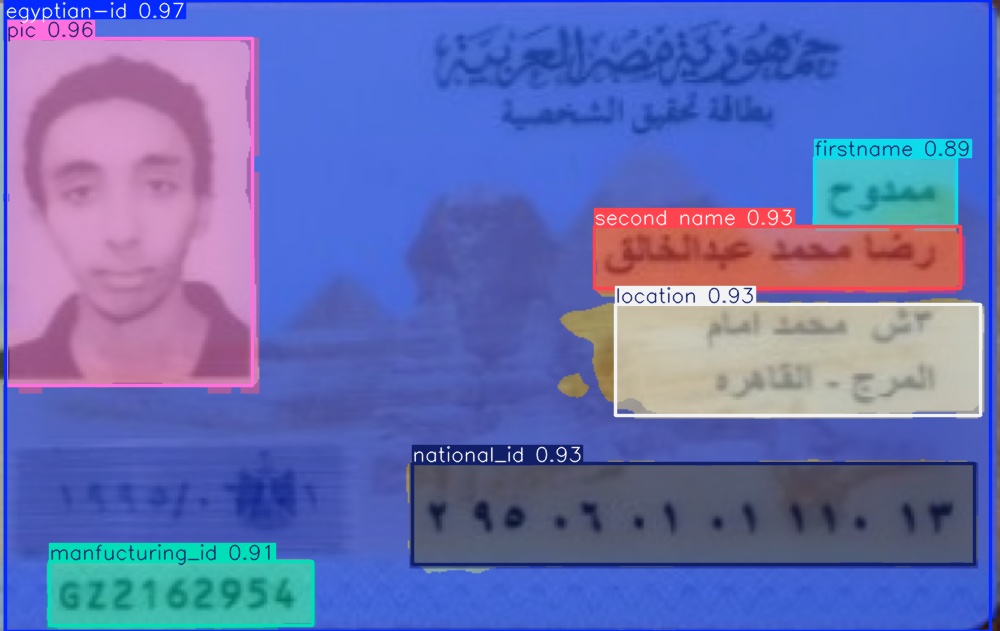 egyptian-id 0.97
pic 0.96
جمهورية مصر العربية
بطاقة تحقيق الشخصية
firstname 0.89
ممدوح
second name 0.93
رضا محمد عبدالخالق
location 0.93
٣ش محمد امام
المرج - القاهره
national_id 0.93
٢ ٩٥ ٠٦ ٠١ ٠١ ١١٠ ١٣
manfucturing_id 0.91
GZ2162954